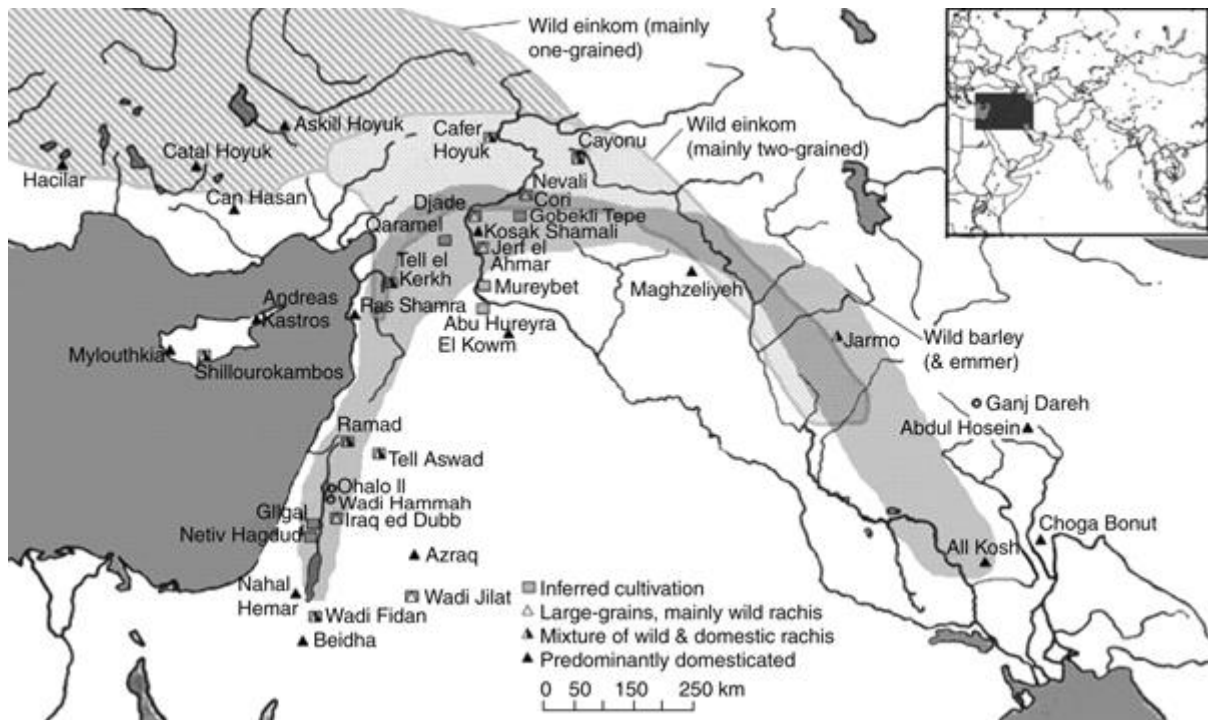 Wild einkom (mainly
one-grained)
Askill Hoyuk
Cafer
Hoyuk
Cayonu
Wild einkom
(mainly two-grained)
Catal Hoyuk
Hacilar
Can Hasan
Nevali
Cori
Djade
Gobekli Tepe
Qaramel
Kosak Shamali
Jerf el
Ahmar
Tell el
Kerkh
Mureybet
Maghzeliyeh
Andreas
Kastros
Ras Shamra
Abu Hureyra
El Kowm
Wild barley
(& emmer)
Jarmo
Mylouthkia
Shillourokambos
Ganj Dareh
Abdul Hosein
Ramad
Tell Aswad
Ohalo II
Wadi Hammah
Gilgal
Iraq ed Dubb
Netiv Hagdud
Choga Bonut
All Kosh
Azraq
Nahal
Hemar
Wadi Jilat
Wadi Fidan
Beidha
Inferred cultivation
Large-grains, mainly wild rachis
Mixture of wild & domestic rachis
Predominantly domesticated
0 50 150 250 km